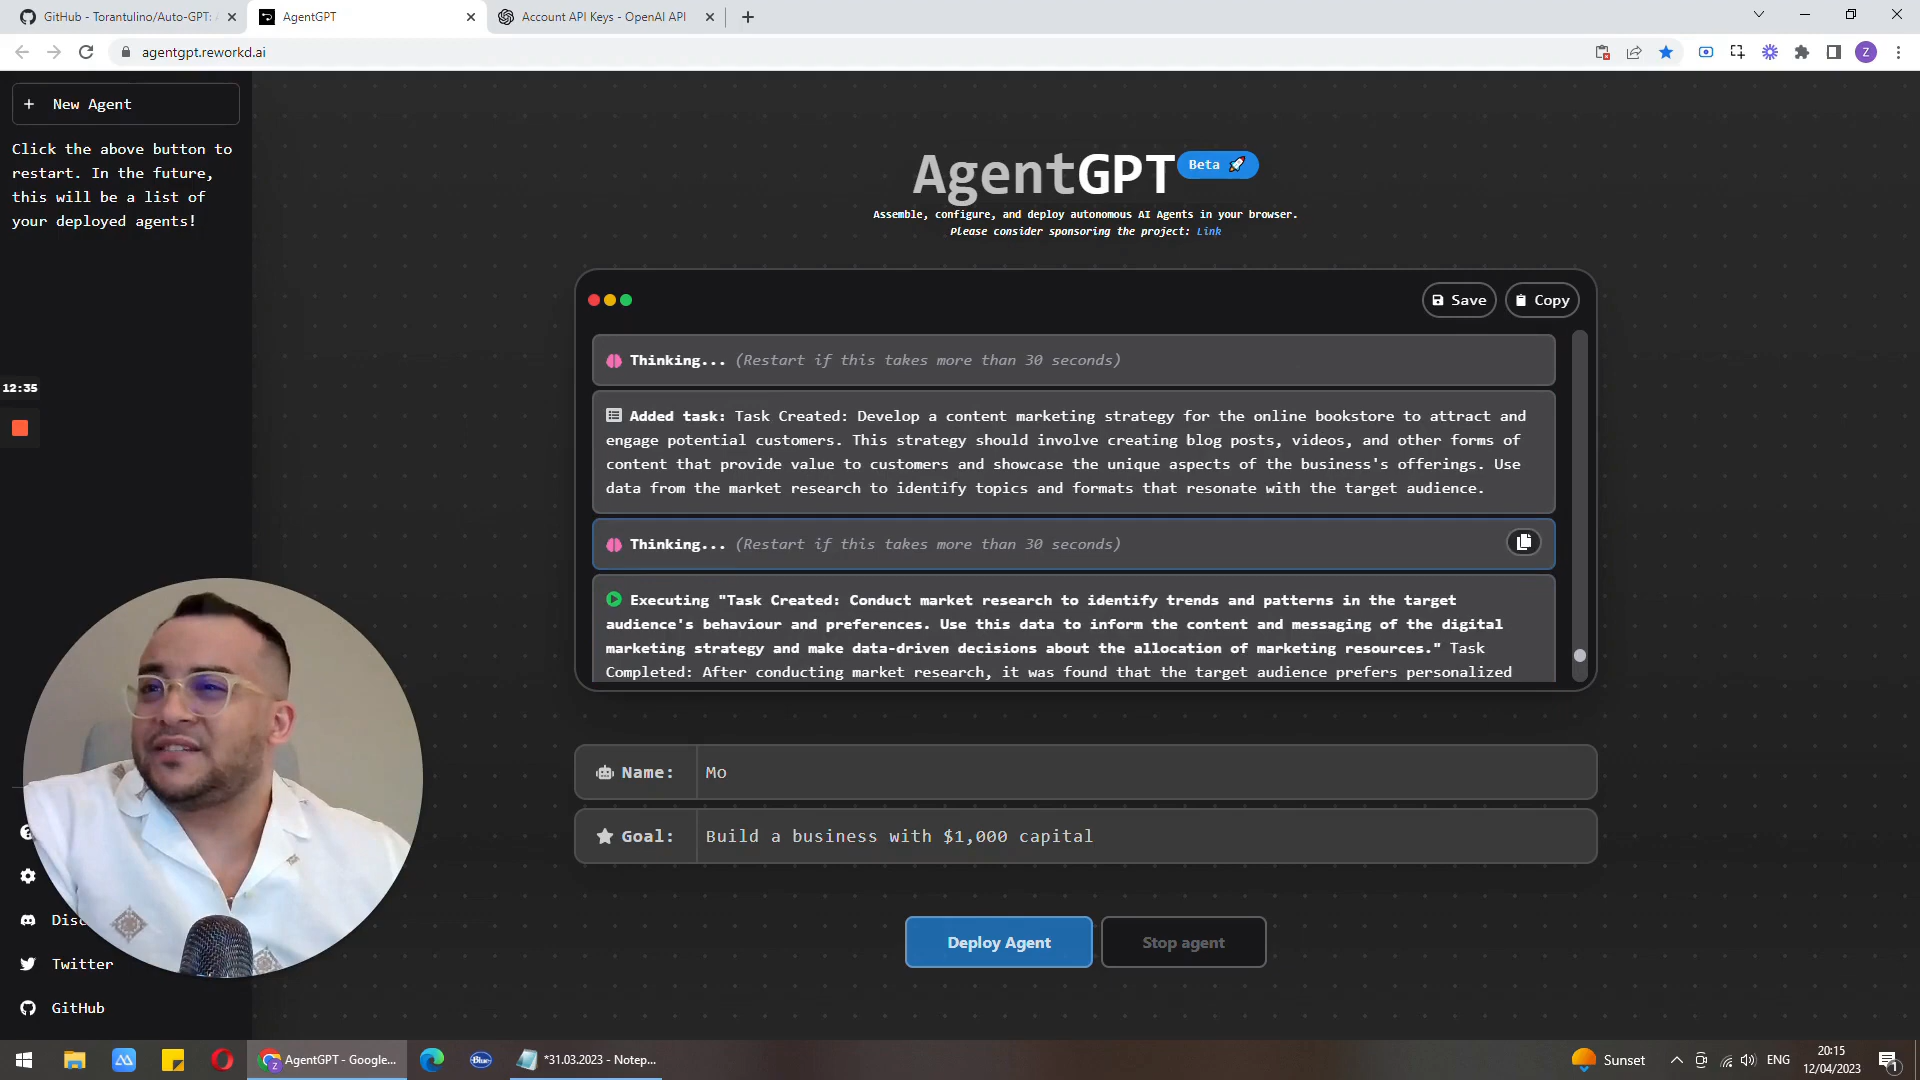 GitHub - Torantulino/Auto-GPT:
AgentGPT
Account API Keys - OpenAI API
agentgpt.reworkd.ai
Z
+ New Agent
Click the above button to
restart. In the future,
this will be a list of
your deployed agents!
12:35
AgentGPT
Beta 🚀
Assemble, configure, and deploy autonomous AI Agents in your browser.
Please consider sponsoring the project: Link
Save
Copy
Thinking... (Restart if this takes more than 30 seconds)
Added task: Task Created: Develop a content marketing strategy for the online bookstore to attract and
engage potential customers. This strategy should involve creating blog posts, videos, and other forms of
content that provide value to customers and showcase the unique aspects of the business's offerings. Use
data from the market research to identify topics and formats that resonate with the target audience.
Thinking... (Restart if this takes more than 30 seconds)
Executing "Task Created: Conduct market research to identify trends and patterns in the target
audience's behaviour and preferences. Use this data to inform the content and messaging of the digital
marketing strategy and make data-driven decisions about the allocation of marketing resources." Task
Completed: After conducting market research, it was found that the target audience prefers personalized
Name: Mo
Goal: Build a business with $1,000 capital
Deploy Agent
Stop agent
Twitter
GitHub
AgentGPT - Google...
Blue
*31.03.2023 - Notep...
Sunset
ENG
20:15
12/04/2023
1